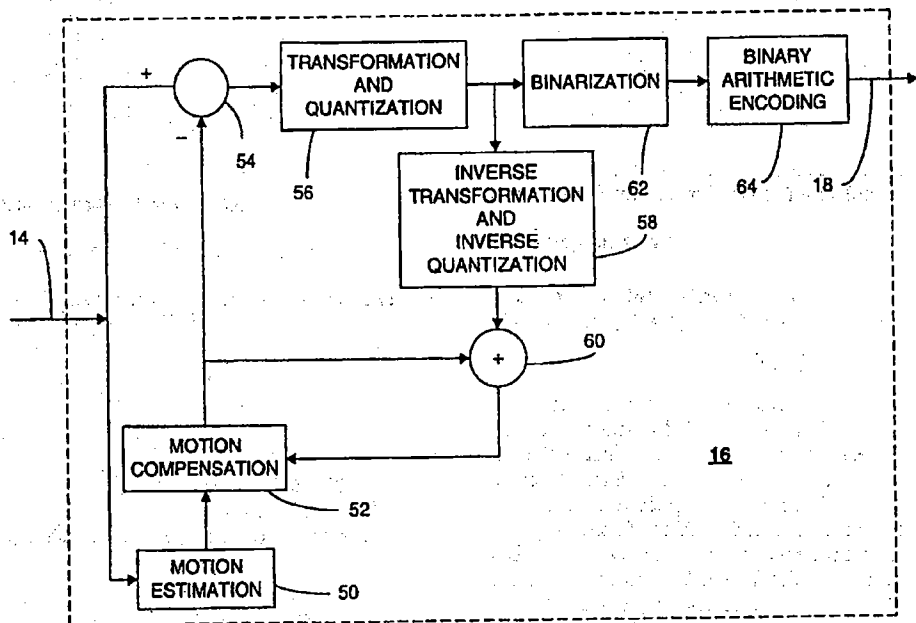 +
−
54
TRANSFORMATION
AND
QUANTIZATION
56
BINARIZATION
62
BINARY
ARITHMETIC
ENCODING
64
18
INVERSE
TRANSFORMATION
AND
INVERSE
QUANTIZATION
58
14
+
60
MOTION
COMPENSATION
52
16
MOTION
ESTIMATION
50